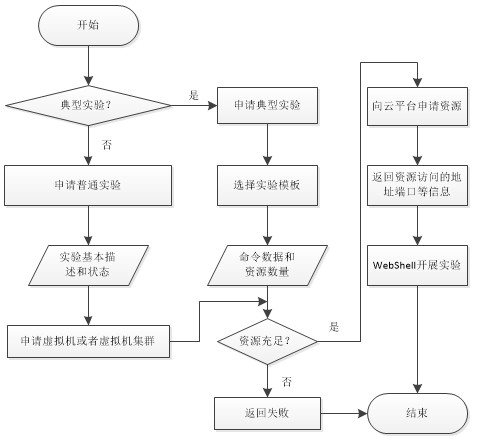 开始
典型实验？
是
申请典型实验
向云平台申请资源
否
申请普通实验
选择实验模板
返回资源访问的地
址端口等信息
实验基本描
述和状态
命令数据和
资源数量
WebShell开展实验
申请虚拟机或者虚拟机集群
资源充足？
是
否
返回失败
结束